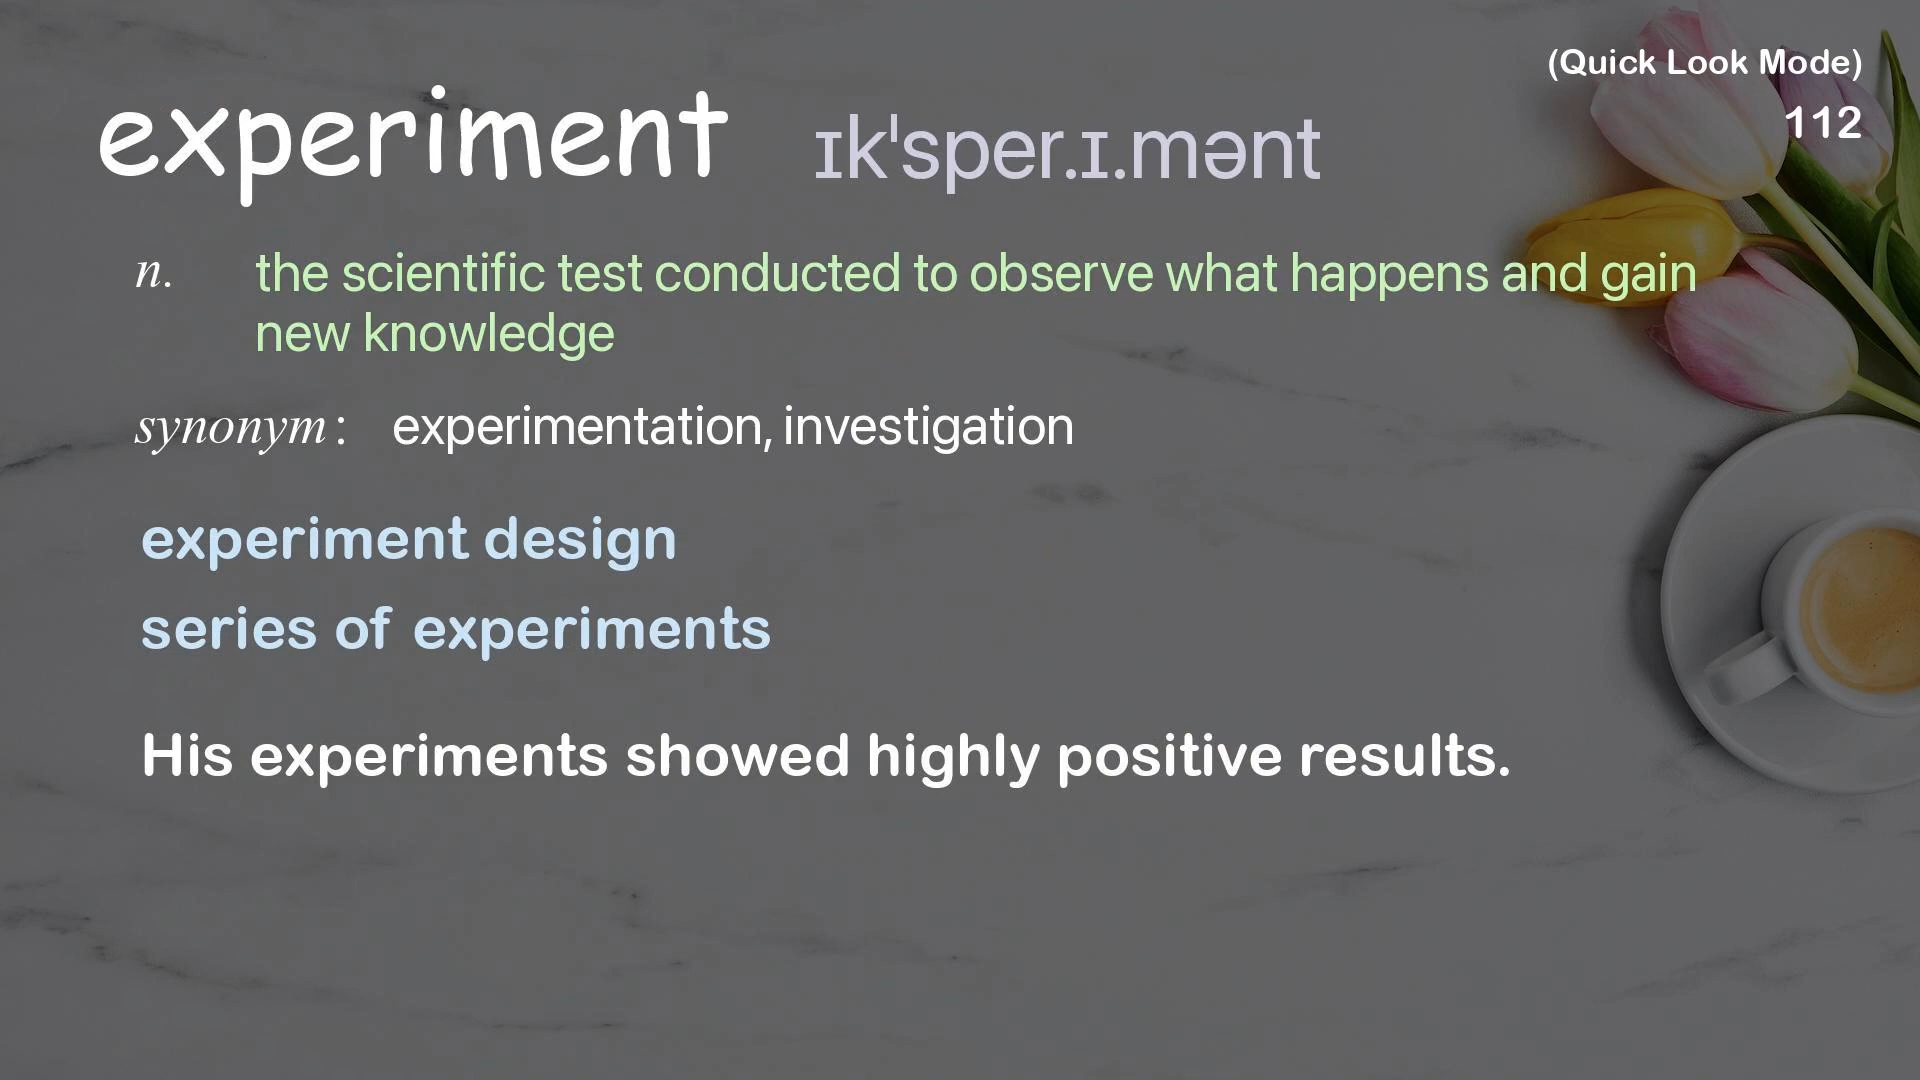 (Quick Look Mode)
112
experiment ɪkˈsper.ɪ.mənt
n. the scientific test conducted to observe what happens and gain
new knowledge
synonym : experimentation, investigation
experiment design
series of experiments
His experiments showed highly positive results.